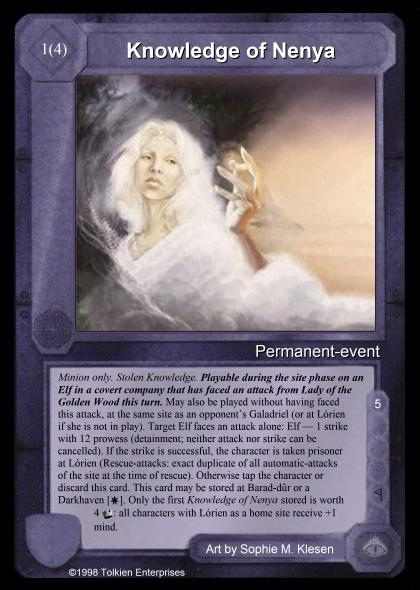 1(4)
Knowledge of Nenya
Permanent-event
Minion only. Stolen Knowledge. Playable during the site phase on an
Elf in a covert company that has faced an attack from Lady of the
Golden Wood this turn. May also be played without having faced
this attack, at the same site as an opponent's Galadriel (or at Lórien
if she is not in play). Target Elf faces an attack alone: Elf — 1 strike
with 12 prowess (detainment; neither attack nor strike can be
cancelled). If the strike is successful, the character is taken prisoner
at Lórien (Rescue-attacks: exact duplicate of all automatic-attacks
of the site at the time of rescue). Otherwise tap the character or
discard this card. This card may be stored at Barad-dûr or a
Darkhaven [✷]. Only the first Knowledge of Nenya stored is worth
4 : all characters with Lórien as a home site receive +1
mind.
5
Art by Sophie M. Klesen
©1998 Tolkien Enterprises